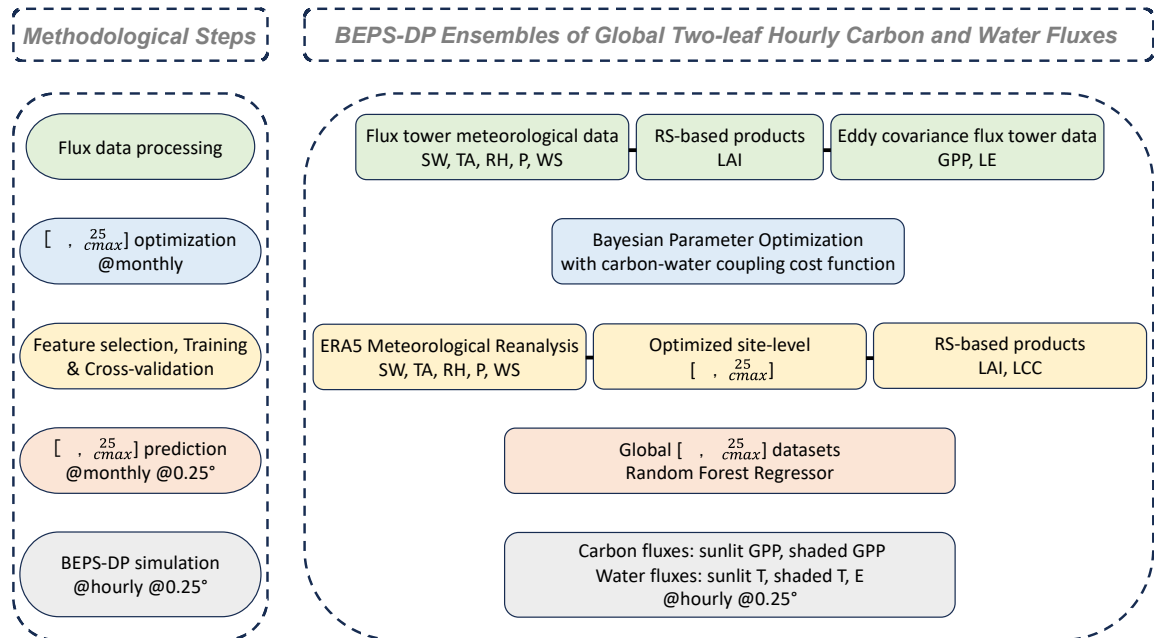 Methodological Steps
BEPS-DP Ensembles of Global Two-leaf Hourly Carbon and Water Fluxes
Flux data processing
Flux tower meteorological data
SW, TA, RH, P, WS
RS-based products
LAI
Eddy covariance flux tower data
GPP, LE
[ , 25 cmax] optimization
@monthly
Bayesian Parameter Optimization
with carbon-water coupling cost function
Feature selection, Training
& Cross-validation
ERA5 Meteorological Reanalysis
SW, TA, RH, P, WS
Optimized site-level
[ , 25 cmax]
RS-based products
LAI, LCC
[ , 25 cmax] prediction
@monthly @0.25°
Global [ , 25 cmax] datasets
Random Forest Regressor
BEPS-DP simulation
@hourly @0.25°
Carbon fluxes: sunlit GPP, shaded GPP
Water fluxes: sunlit T, shaded T, E
@hourly @0.25°